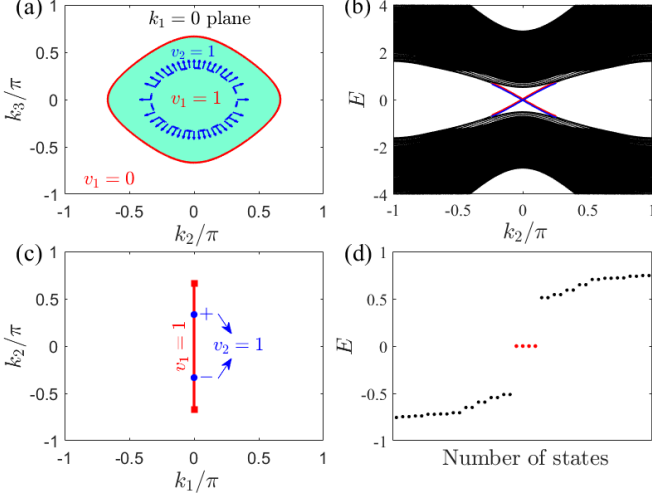 (a)
k₁ = 0 plane
v₂ = 1
v₁ = 1
v₁ = 0
1
0.5
0
-0.5
-1
-1 -0.5 0 0.5 1
k₃/π
k₂/π
(b)
4
2
0
-2
-4
-1 -0.5 0 0.5 1
E
k₂/π
(c)
v₁ = 1
+
v₂ = 1
−
1
0.5
0
-0.5
-1
-1 -0.5 0 0.5 1
k₂/π
k₁/π
(d)
1
0.5
0
-0.5
-1
E
Number of states